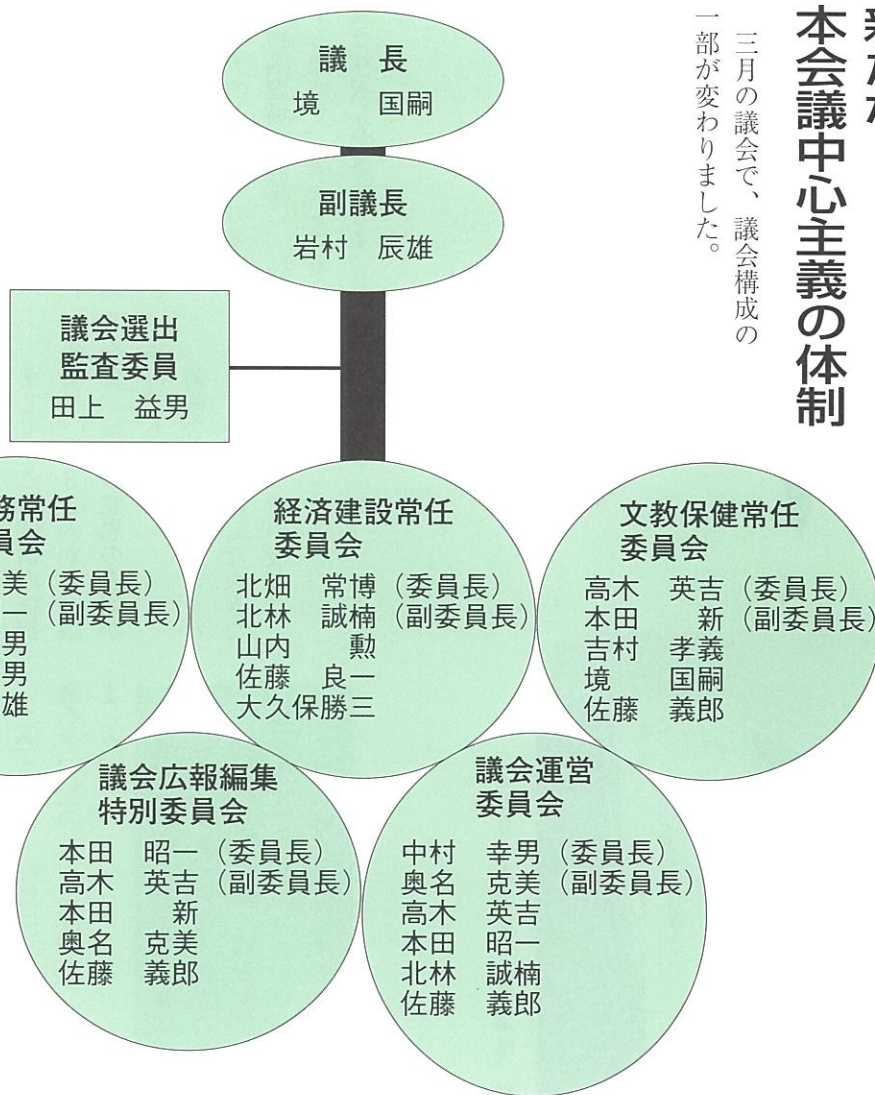 本会議中心主義の体制
三月の議会で、議会構成の
一部が変わりました。
議　長
境　　国嗣
副議長
岩村　辰雄
議会選出
監査委員
田上　益男
務常任
員会
美（委員長）
一（副委員長）
男
男
雄
経済建設常任
委員会
北畑　常博（委員長）
北林　誠楠（副委員長）
山内　　勲
佐藤　良一
大久保勝三
文教保健常任
委員会
高木　英吉（委員長）
本田　　新（副委員長）
吉村　孝義
境　　国嗣
佐藤　義郎
議会広報編集
特別委員会
本田　昭一（委員長）
高木　英吉（副委員長）
本田　　新
奥名　克美
佐藤　義郎
議会運営
委員会
中村　幸男（委員長）
奥名　克美（副委員長）
高木　英吉
本田　昭一
北林　誠楠
佐藤　義郎